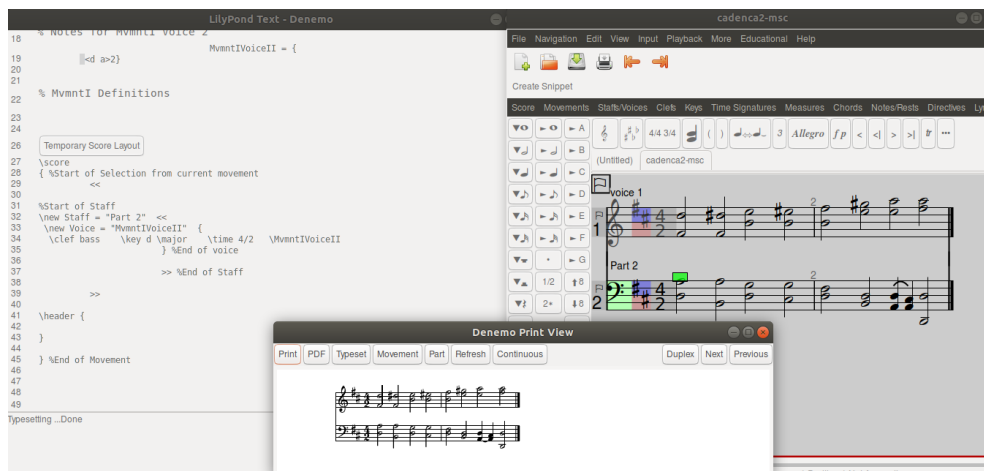 LilyPond Text - Denemo
18 % Notes for MvmntI Voice 2
MvmntIVoiceII = {
19 <d a>2}
20
21
22 % MvmntI Definitions
23
24
26 Temporary Score Layout
27 \score
28 { %Start of Selection from current movement
29 <<
30
31 %Start of Staff
32 \new Staff = "Part 2" <<
33 \new Voice = "MvmntIVoiceII" {
34 \clef bass \key d \major \time 4/2 \MvmntIVoiceII
35 } %End of voice
36
37 >> %End of Staff
38
39 >>
40
41 \header {
42
43 }
44
45 } %End of Movement
46
47
48
49
Typesetting ...Done
cadenca2-msc
File Navigation Edit View Input Playback More Educational Help
Create Snippet
Score Movements Staffs/Voices Clefs Keys Time Signatures Measures Chords Notes/Rests Directives Ly
A 4/4 3/4 ( ) 3 Allegro f p < <| > >| tr ...
B (Untitled) cadenca2-msc
C
D voice 1
E 1 4 2 2
F
G Part 2
1/2 8 2
2* 8 2 4 2
Denemo Print View
Print PDF Typeset Movement Part Refresh Continuous Duplex Next Previous